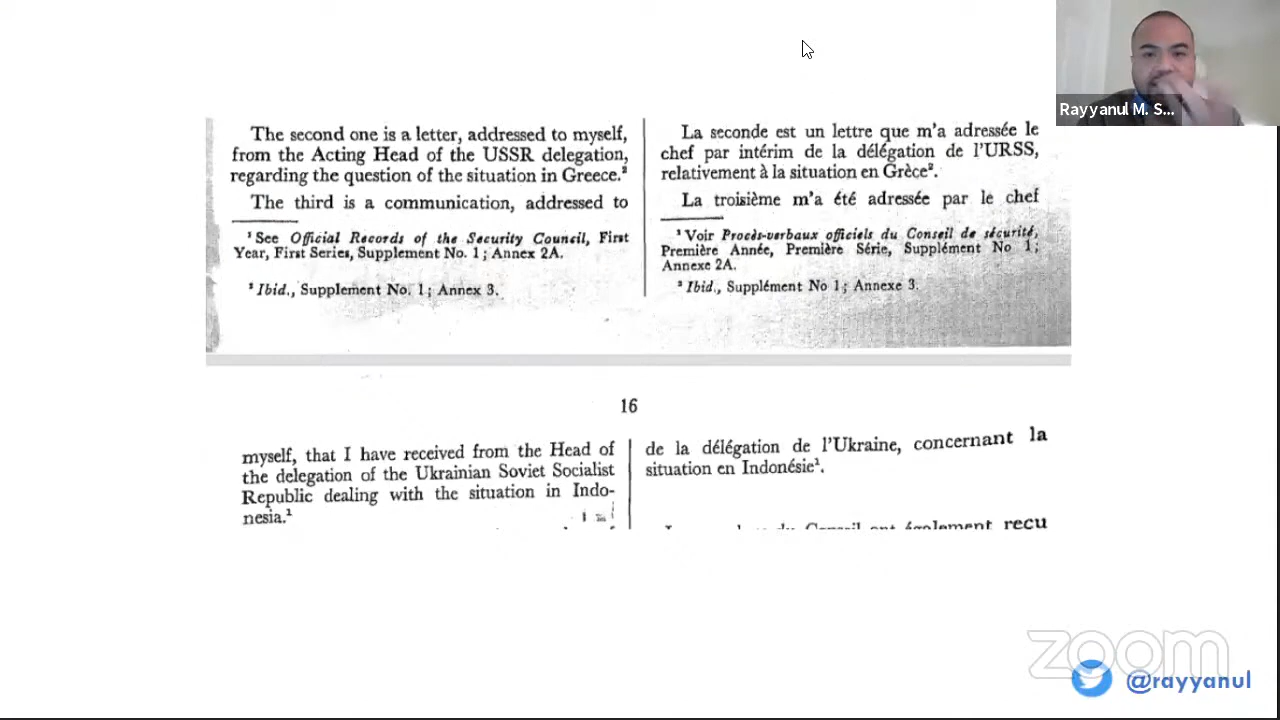 Rayyanul M. S...
The second one is a letter, addressed to myself,
from the Acting Head of the USSR delegation,
regarding the question of the situation in Greece.²
The third is a communication, addressed to
¹ See Official Records of the Security Council, First
Year, First Series, Supplement No. 1; Annex 2A.
² Ibid., Supplement No. 1; Annex 3.
La seconde est un lettre que m'a adressée le
chef par intérim de la délégation de l'URSS,
relativement à la situation en Grèce².
La troisième m'a été adressée par le chef
¹ Voir Procès-verbaux officiels du Conseil de sécurité,
Première Année, Première Série, Supplément No 1;
Annexe 2A.
² Ibid., Supplément No 1; Annexe 3.
16
myself, that I have received from the Head of
the delegation of the Ukrainian Soviet Socialist
Republic dealing with the situation in Indo-
nesia.¹
de la délégation de l'Ukraine, concernant la
situation en Indonésie¹.
du Conseil ont également reçu
zoom
@rayyanul